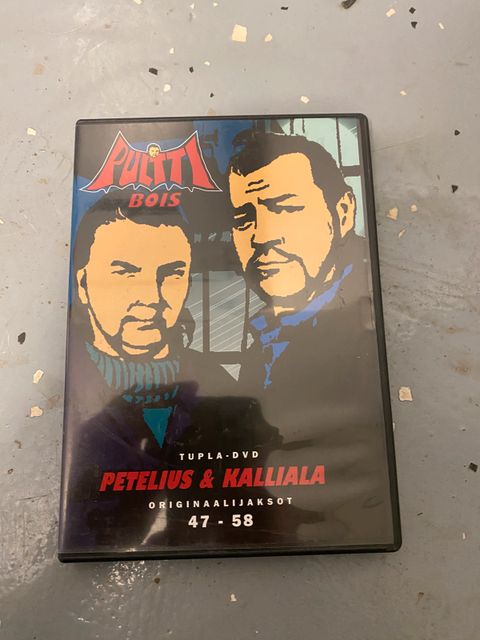 PULTTI
BOIS
TUPLA-DVD
PETELIUS & KALLIALA
ORIGINAALIJAKSOT
47 - 58